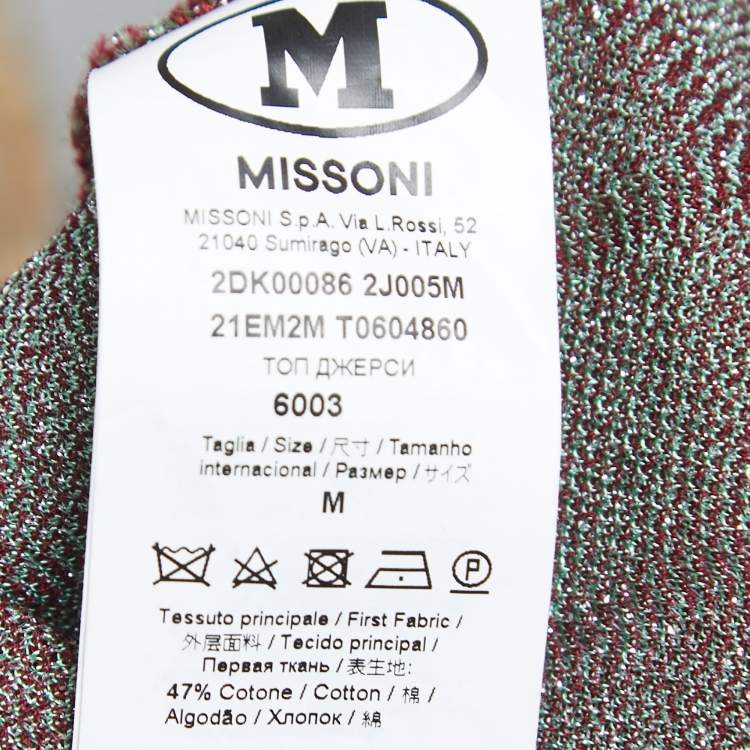 M
MISSONI
MISSONI S.p.A. Via L.Rossi, 52
21040 Sumirago (VA) - ITALY
2DK00086 2J005M
21EM2M T0604860
ТОП ДЖЕРСИ
6003
Taglia / Size / 尺寸 / Tamanho
internacional / Размер / サイズ
M
P
Tessuto principale / First Fabric /
外层面料 / Tecido principal /
Первая ткань / 表生地:
47% Cotone / Cotton / 棉 /
Algodão / Хлопок / 綿